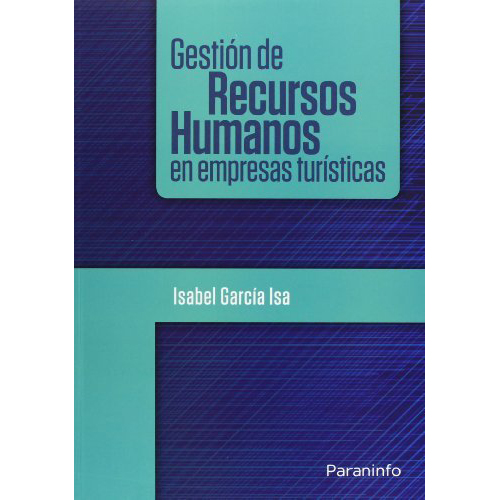 Gestión de
Recursos
Humanos
en empresas turísticas
Isabel García Isa
Paraninfo